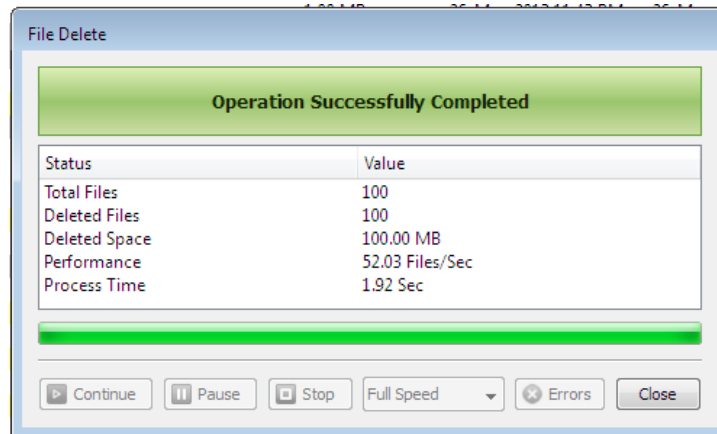 File Delete
Operation Successfully Completed
Status Value
Total Files 100
Deleted Files 100
Deleted Space 100.00 MB
Performance 52.03 Files/Sec
Process Time 1.92 Sec
Continue Pause Stop Full Speed Errors Close